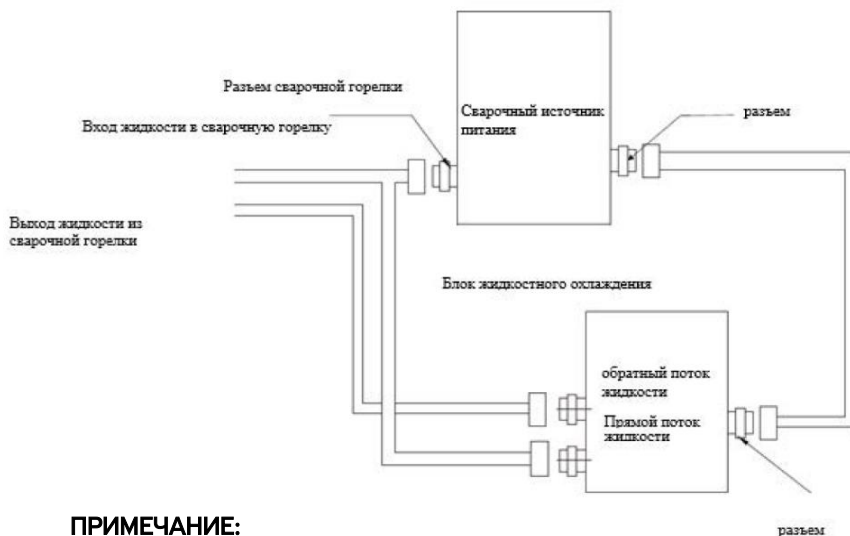 Разъем сварочной горелки
Сварочный источник
питания
разъем
Вход жидкости в сварочную горелку
Выход жидкости из
сварочной горелки
Блок жидкостного охлаждения
обратный поток
жидкости
Прямой поток
жидкости
ПРИМЕЧАНИЕ:
разъем